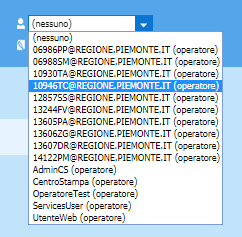 (nessuno)
(nessuno)
06986PP@REGIONE.PIEMONTE.IT (operatore)
06988SM@REGIONE.PIEMONTE.IT (operatore)
10930TA@REGIONE.PIEMONTE.IT (operatore)
10946TC@REGIONE.PIEMONTE.IT (operatore)
12857SS@REGIONE.PIEMONTE.IT (operatore)
13244FV@REGIONE.PIEMONTE.IT (operatore)
13605PA@REGIONE.PIEMONTE.IT (operatore)
13606ZG@REGIONE.PIEMONTE.IT (operatore)
13607DR@REGIONE.PIEMONTE.IT (operatore)
14122PM@REGIONE.PIEMONTE.IT (operatore)
AdminCS (operatore)
CentroStampa (operatore)
OperatoreTest (operatore)
ServicesUser (operatore)
UtenteWeb (operatore)